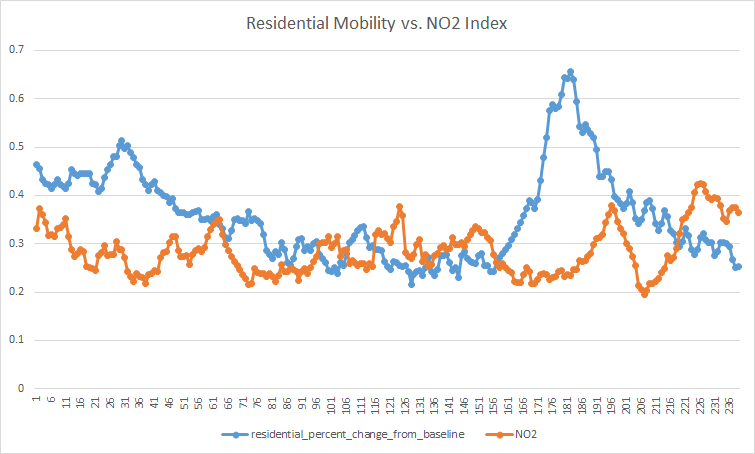 Residential Mobility vs. NO2 Index
0.7
0.6
0.5
0.4
0.3
0.2
0.1
0
1 6 11 16 21 26 31 36 41 46 51 56 61 66 71 76 81 86 91 96 101 106 111 116 121 126 131 136 141 146 151 156 161 166 171 176 181 186 191 196 201 206 211 216 221 226 231 236
residential_percent_change_from_baseline NO2